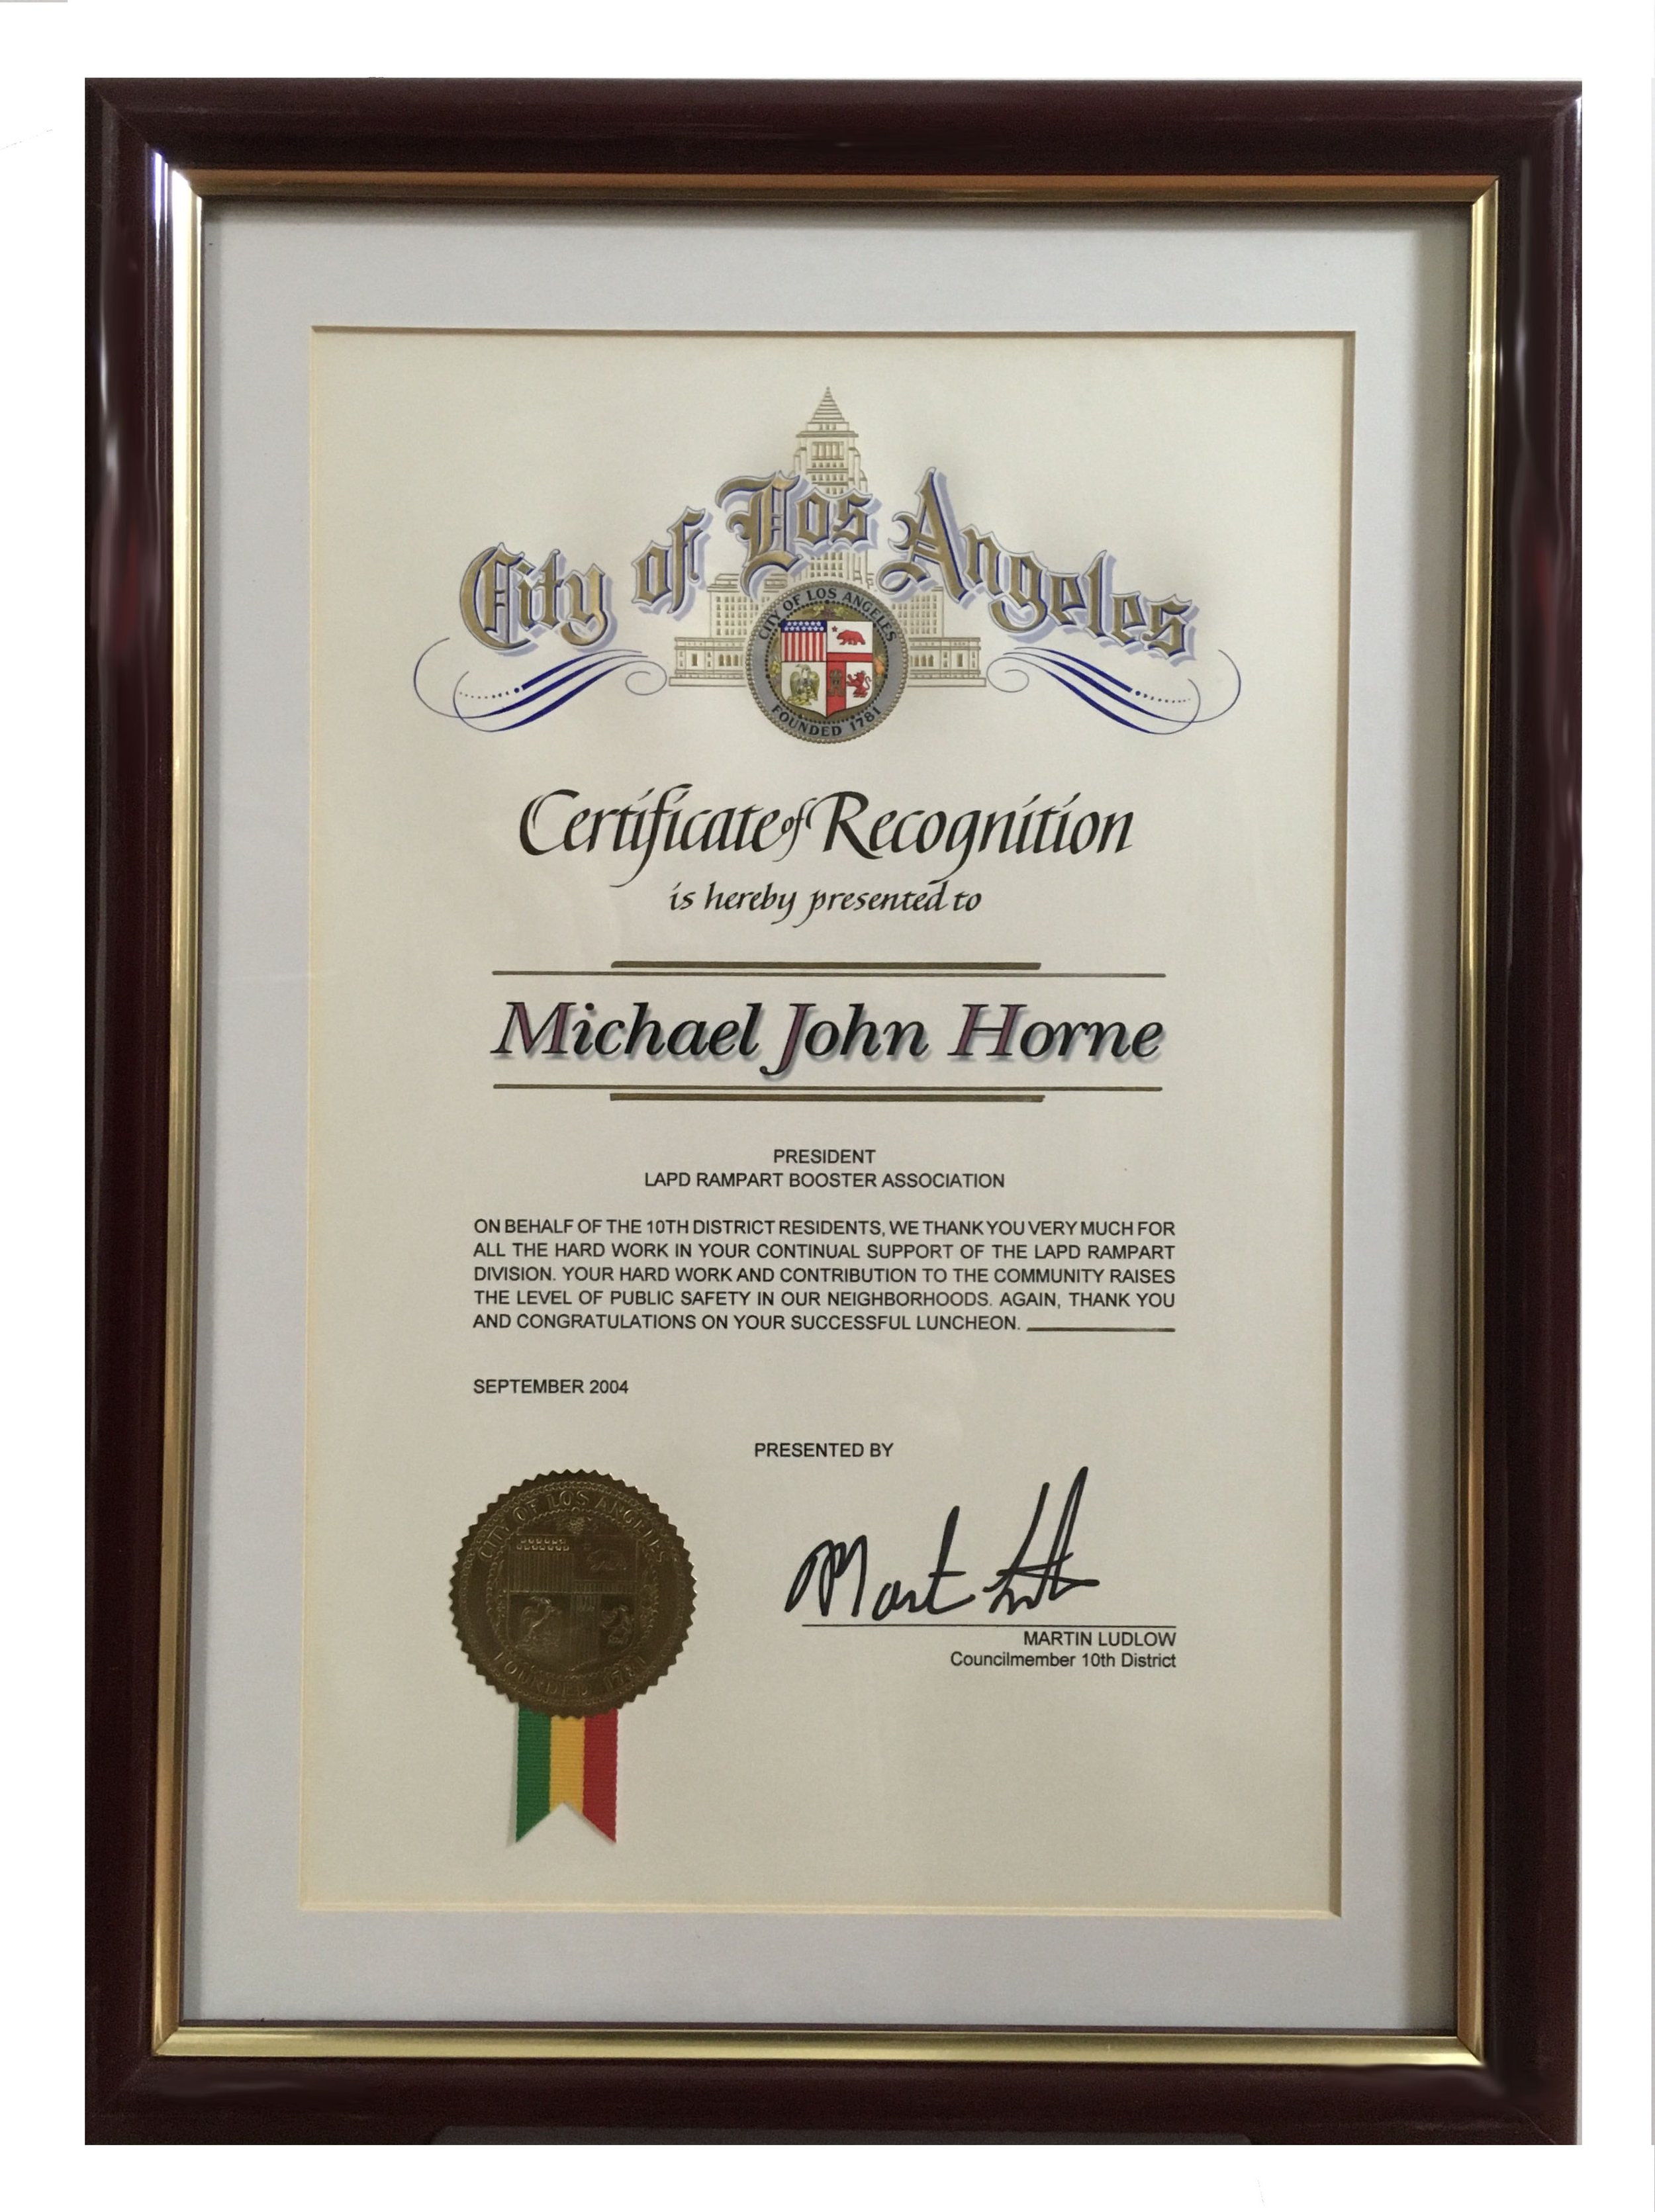 City of Los Angeles
CITY OF LOS ANGELES
FOUNDED 1781
Certificate of Recognition
is hereby presented to
Michael John Horne
PRESIDENT
LAPD RAMPART BOOSTER ASSOCIATION
ON BEHALF OF THE 10TH DISTRICT RESIDENTS, WE THANK YOU VERY MUCH FOR
ALL THE HARD WORK IN YOUR CONTINUAL SUPPORT OF THE LAPD RAMPART
DIVISION. YOUR HARD WORK AND CONTRIBUTION TO THE COMMUNITY RAISES
THE LEVEL OF PUBLIC SAFETY IN OUR NEIGHBORHOODS. AGAIN, THANK YOU
AND CONGRATULATIONS ON YOUR SUCCESSFUL LUNCHEON.
SEPTEMBER 2004
PRESENTED BY
CITY OF LOS ANGELES
FOUNDED 1781
MARTIN LUDLOW
Councilmember 10th District